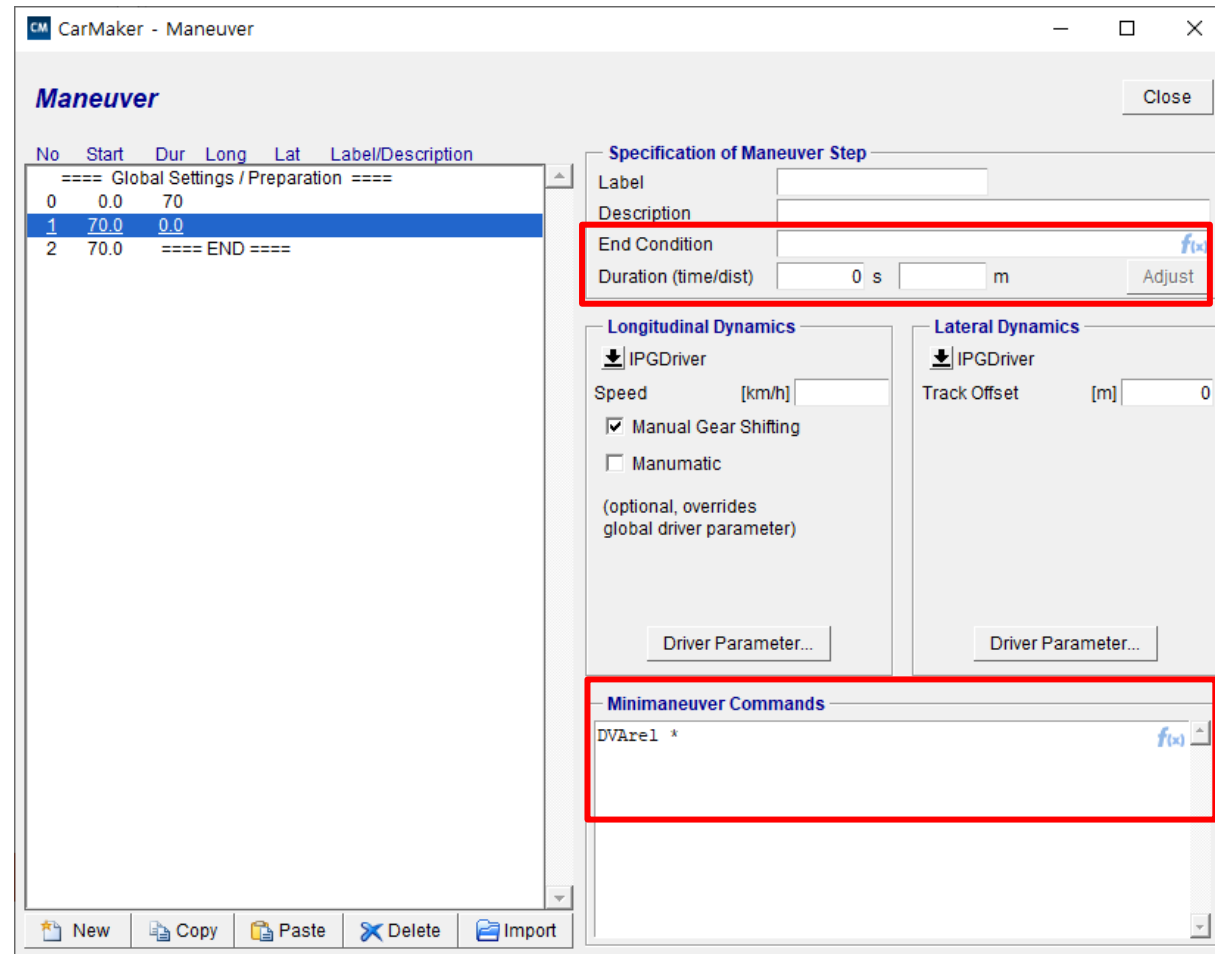 CM CarMaker - Maneuver
Maneuver
Close
No Start Dur Long Lat Label/Description
==== Global Settings / Preparation ====
0 0.0 70
1 70.0 0.0
2 70.0 ==== END ====
New Copy Paste Delete Import
Specification of Maneuver Step
Label
Description
End Condition f(x)
Duration (time/dist) 0 s m Adjust
Longitudinal Dynamics
IPGDriver
Speed [km/h]
Manual Gear Shifting
Manumatic
(optional, overrides
global driver parameter)
Driver Parameter...
Lateral Dynamics
IPGDriver
Track Offset [m] 0
Driver Parameter...
Minimaneuver Commands
DVArel * f(x)